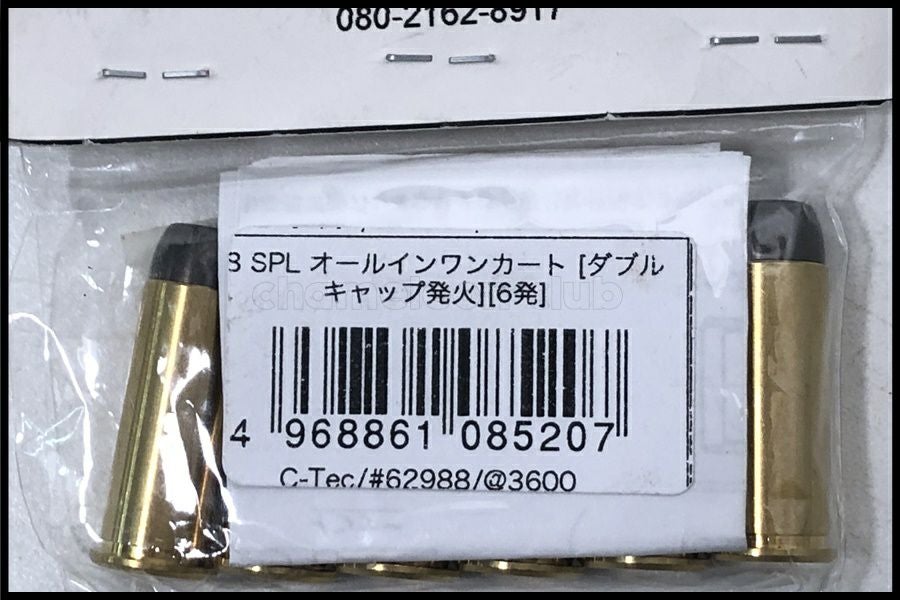 080-2162-8917
8 SPL オールインワンカート [ダブル
キャップ発火][6発]
4 968861 085207
C-Tec/#62988/@3600